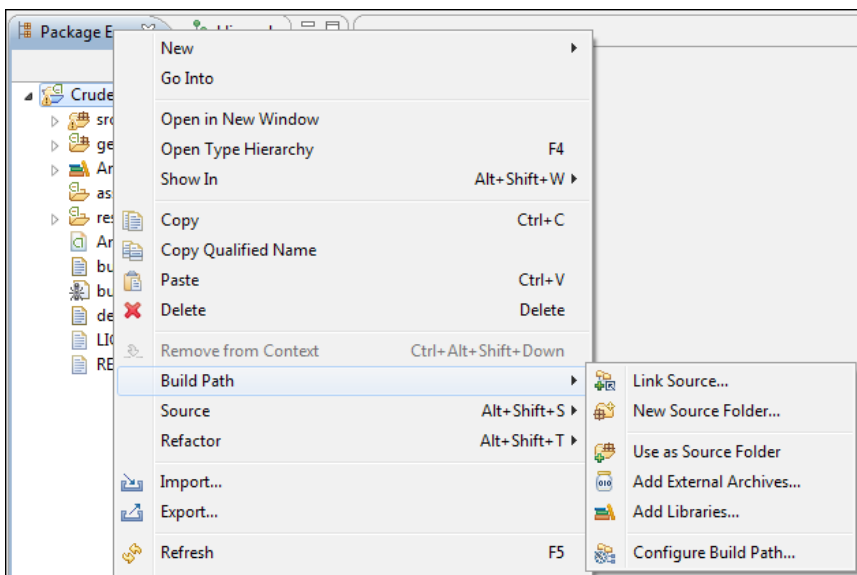 Package E
New
Go Into
Crude
src
Open in New Window
ge
Open Type Hierarchy F4
Ar
Show In Alt+Shift+W
as
res
Copy Ctrl+C
Ar
Copy Qualified Name
bu
Paste Ctrl+V
bu
de
Delete Delete
LIC
Remove from Context Ctrl+Alt+Shift+Down
RE
Build Path
Link Source...
Source Alt+Shift+S
New Source Folder...
Refactor Alt+Shift+T
Use as Source Folder
Import...
Add External Archives...
Export...
Add Libraries...
Refresh F5
Configure Build Path...